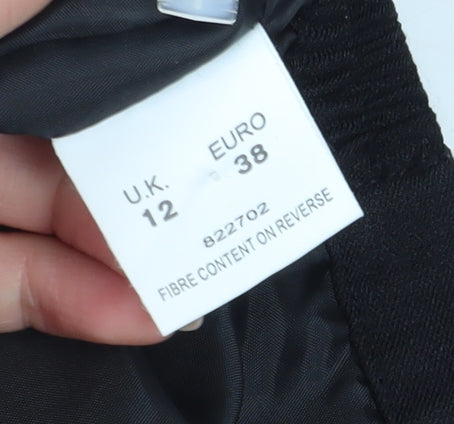 U.K. EURO
12 38
822702
FIBRE CONTENT ON REVERSE